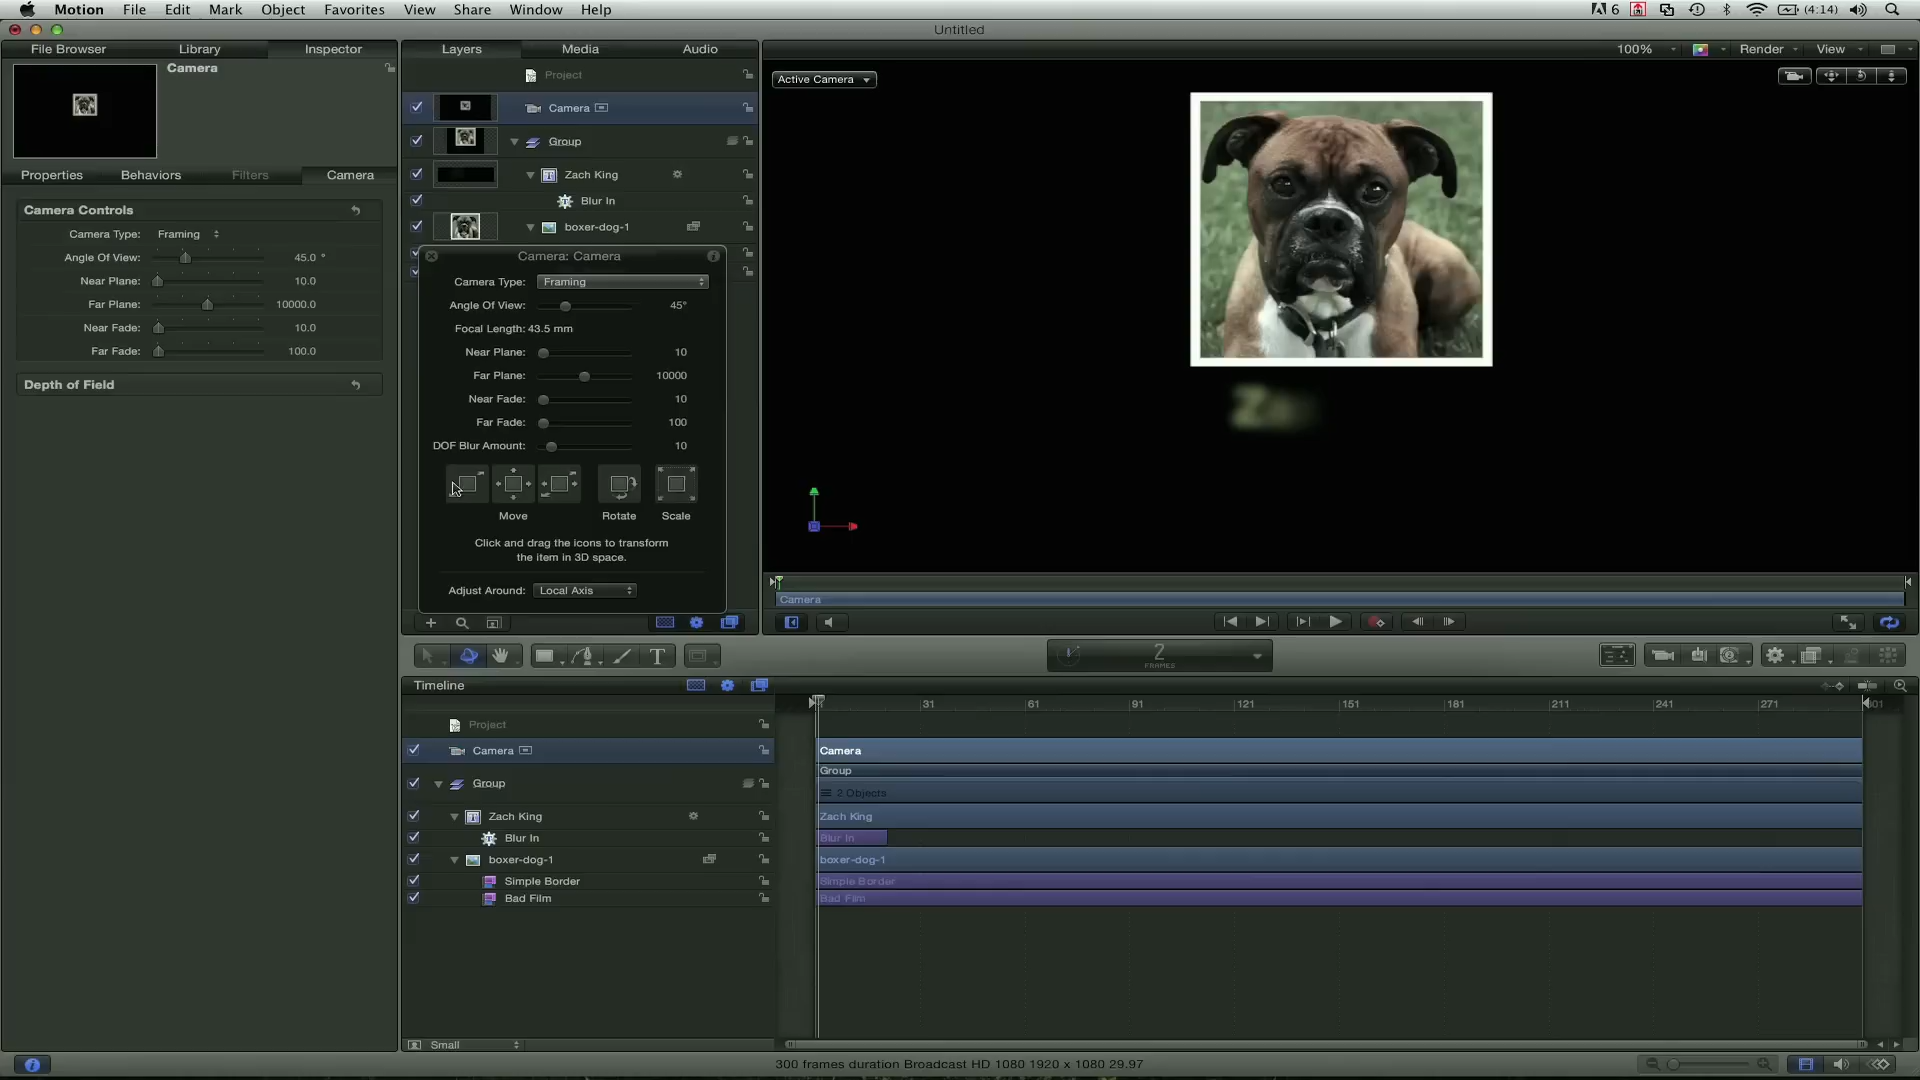 Motion File Edit Mark Object Favorites View Share Window Help
6 (4:14)
Untitled
File Browser Library Inspector
Layers Media Audio
100% Render View
Camera
Project
Active Camera
Camera
Group
Properties Behaviors Filters Camera
Zach King
Blur In
boxer-dog-1
Camera Controls
Camera Type: Framing
Angle Of View: 45.0 °
Near Plane: 10.0
Far Plane: 10000.0
Near Fade: 10.0
Far Fade: 100.0
Depth of Field
Camera: Camera
Camera Type: Framing
Angle Of View: 45°
Focal Length: 43.5 mm
Near Plane: 10
Far Plane: 10000
Near Fade: 10
Far Fade: 100
DOF Blur Amount: 10
Move Rotate Scale
Click and drag the icons to transform
the item in 3D space.
Adjust Around: Local Axis
Za
Camera
2
FRAMES
Timeline
31 61 91 121 151 181 211 241 271
Project
Camera
Group
Zach King
Blur In
boxer-dog-1
Simple Border
Bad Film
Camera
Group
2 Objects
Zach King
Blur In
boxer-dog-1
Simple Border
Bad Film
Small
300 frames duration Broadcast HD 1080 1920 x 1080 29.97